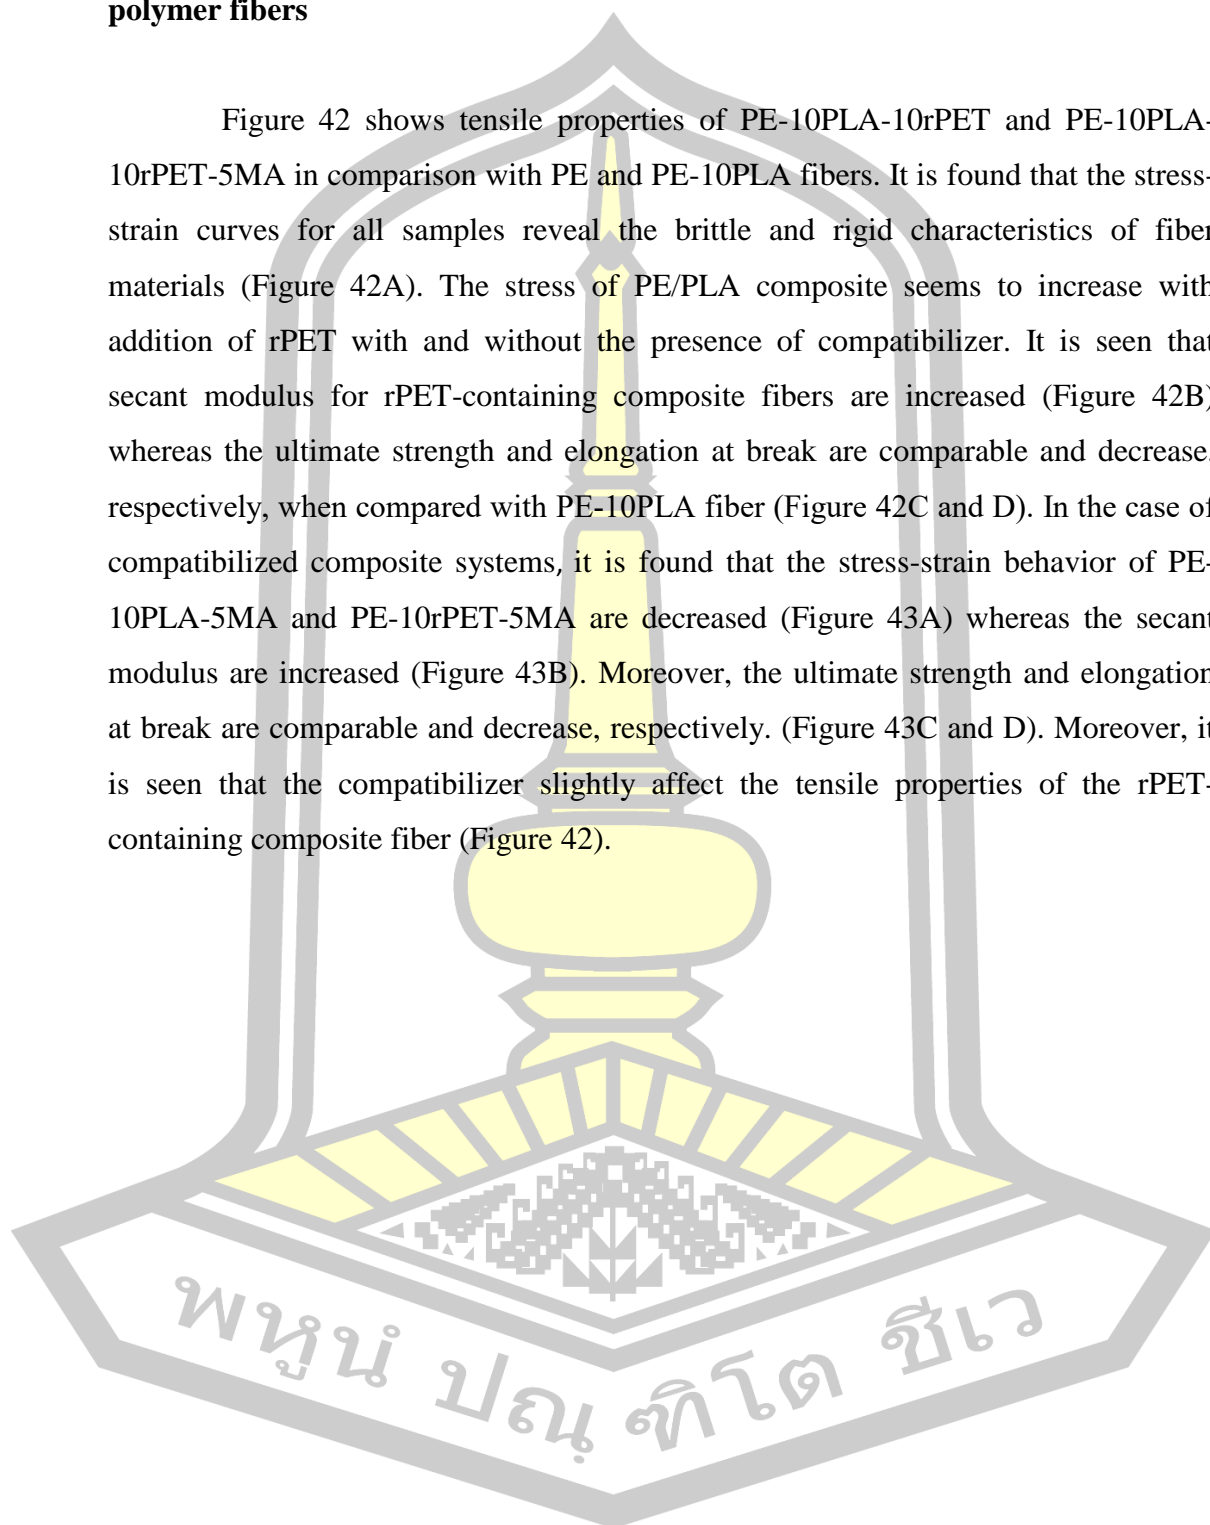 polymer fibers
Figure 42 shows tensile properties of PE-10PLA-10rPET and PE-10PLA-
10rPET-5MA in comparison with PE and PE-10PLA fibers. It is found that the stress-
strain curves for all samples reveal the brittle and rigid characteristics of fiber
materials (Figure 42A). The stress of PE/PLA composite seems to increase with
addition of rPET with and without the presence of compatibilizer. It is seen that
secant modulus for rPET-containing composite fibers are increased (Figure 42B)
whereas the ultimate strength and elongation at break are comparable and decrease,
respectively, when compared with PE-10PLA fiber (Figure 42C and D). In the case of
compatibilized composite systems, it is found that the stress-strain behavior of PE-
10PLA-5MA and PE-10rPET-5MA are decreased (Figure 43A) whereas the secant
modulus are increased (Figure 43B). Moreover, the ultimate strength and elongation
at break are comparable and decrease, respectively. (Figure 43C and D). Moreover, it
is seen that the compatibilizer slightly affect the tensile properties of the rPET-
containing composite fiber (Figure 42).
พหูนํ ปณฺฑิโต ชีเว